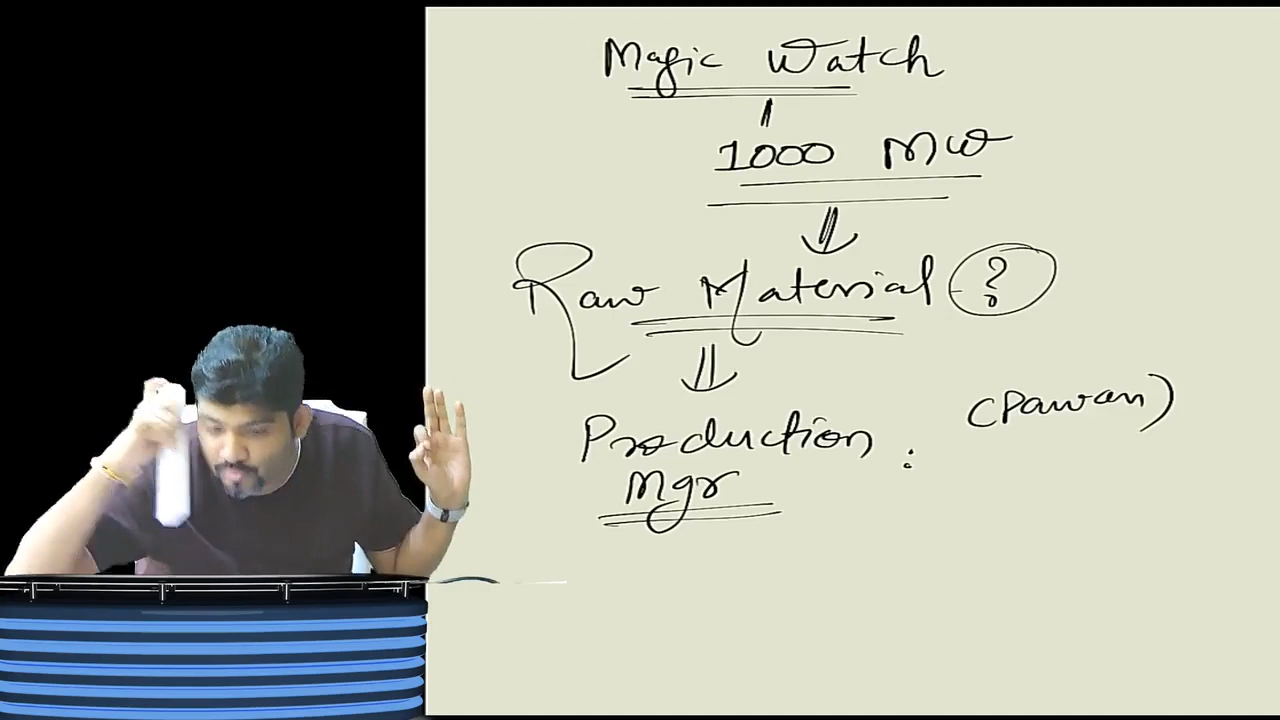 Magic Watch
1000 MW
Raw Material ?
Production : (Pawan)
Mgr